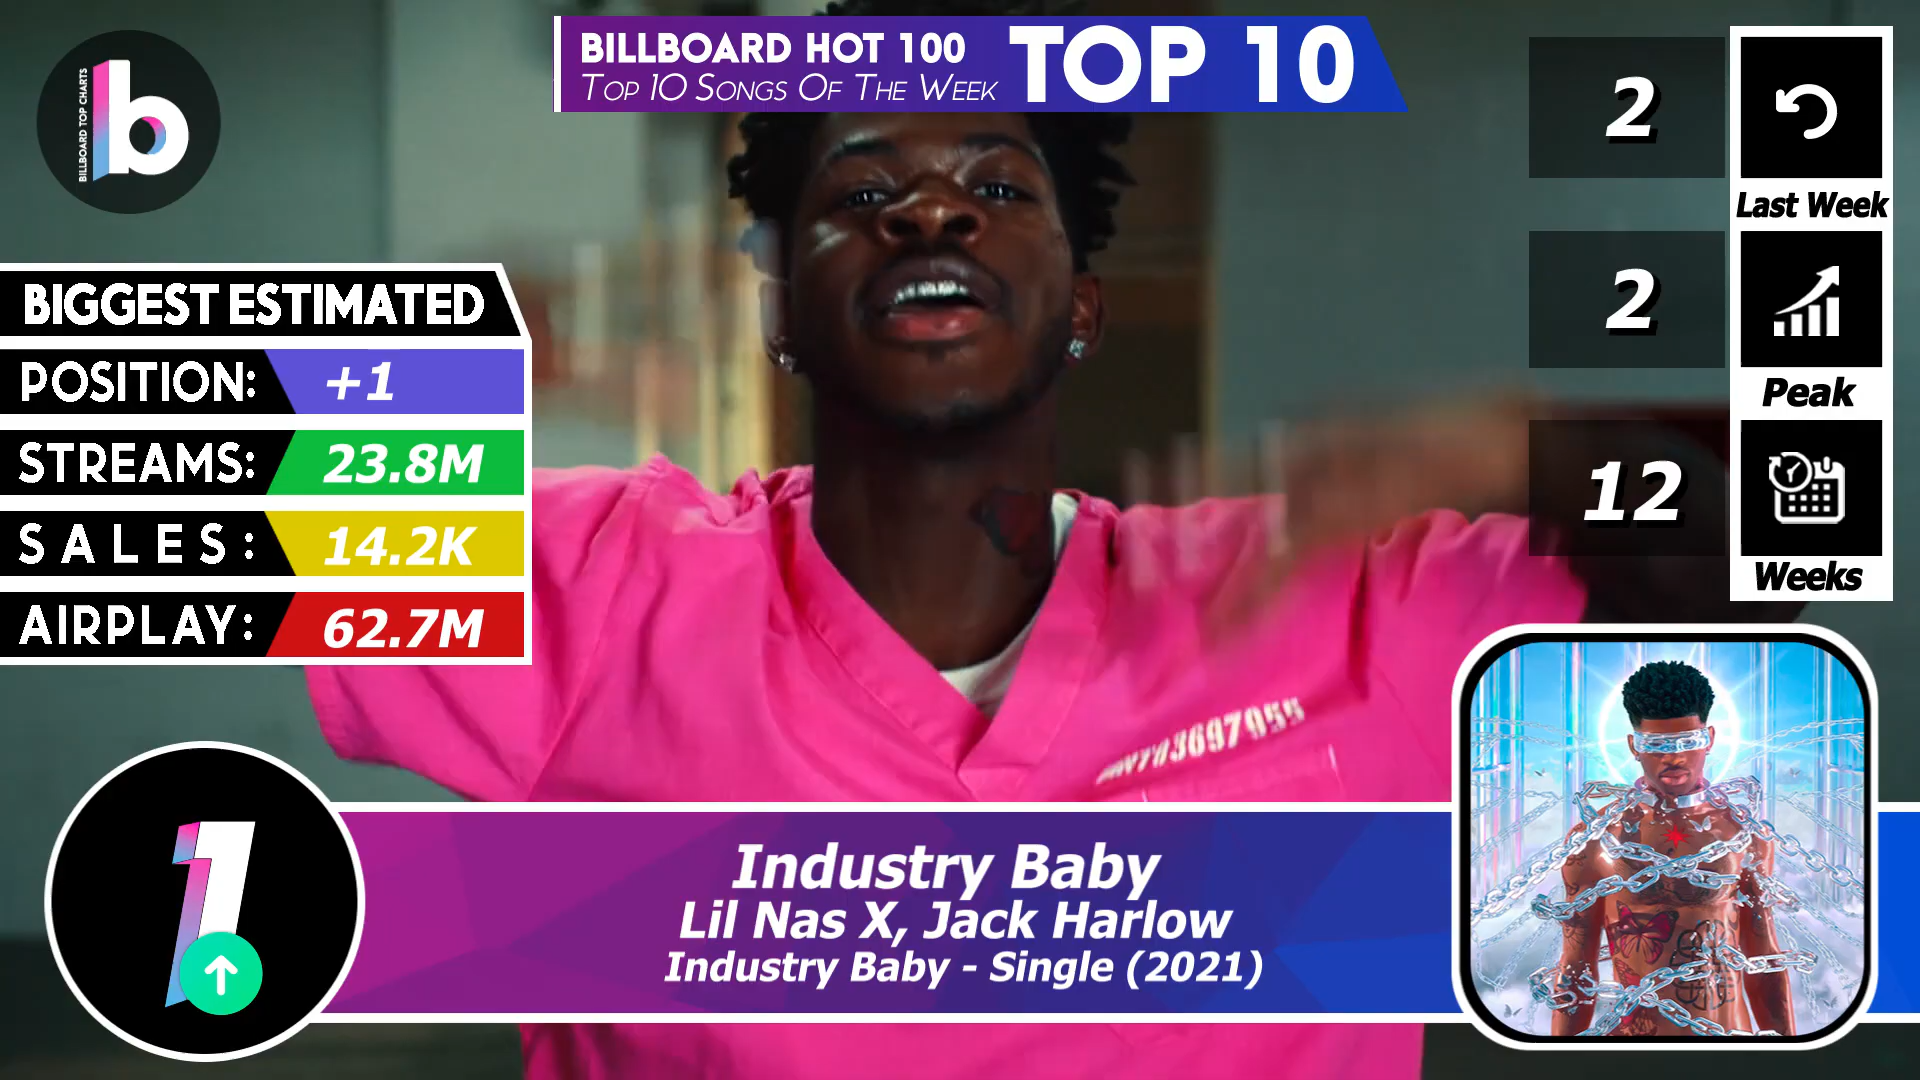 BILLBOARD TOP CHARTS
b
BILLBOARD HOT 100
TOP 10 SONGS OF THE WEEK
TOP 10
2
Last Week
2
Peak
12
Weeks
BIGGEST ESTIMATED
POSITION: +1
STREAMS: 23.8M
SALES: 14.2K
AIRPLAY: 62.7M
3697055
1
Industry Baby
Lil Nas X, Jack Harlow
Industry Baby - Single (2021)